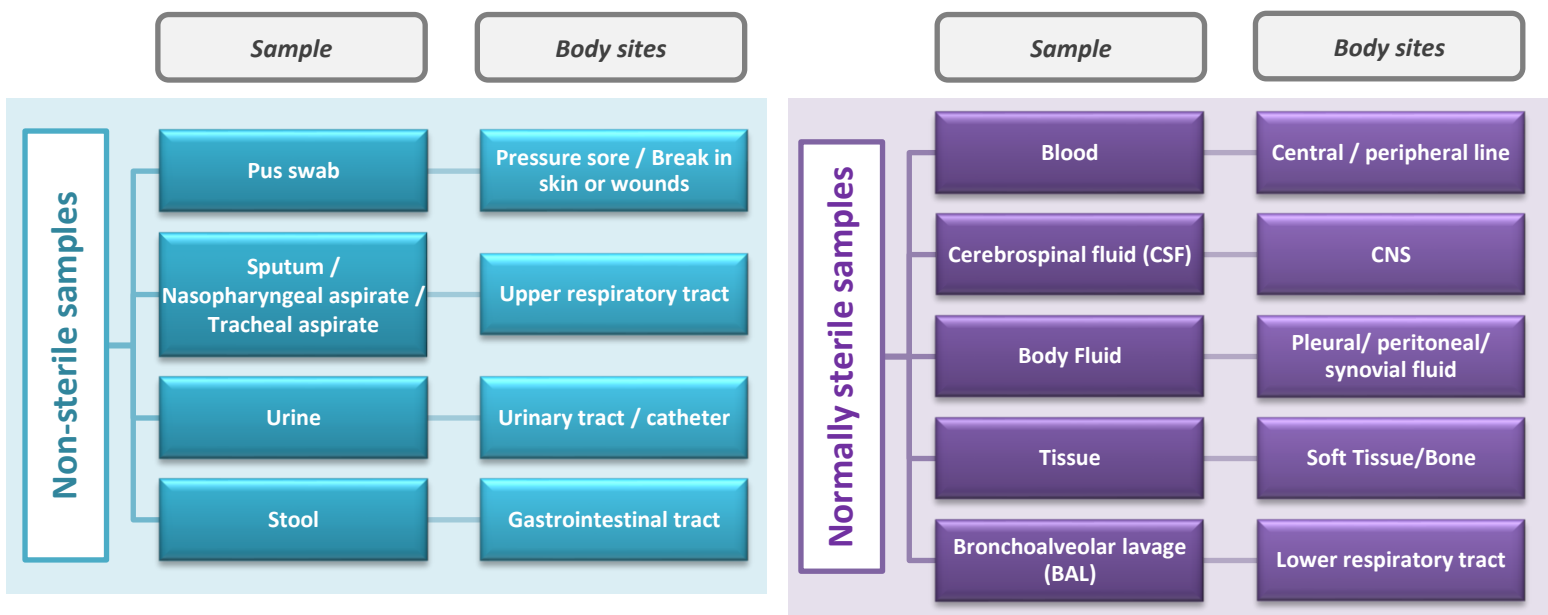 Sample
Body sites
Non-sterile samples
Pus swab
Pressure sore / Break in
skin or wounds
Sputum /
Nasopharyngeal aspirate /
Tracheal aspirate
Upper respiratory tract
Urine
Urinary tract / catheter
Stool
Gastrointestinal tract
Sample
Body sites
Normally sterile samples
Blood
Central / peripheral line
Cerebrospinal fluid (CSF)
CNS
Body Fluid
Pleural/ peritoneal/
synovial fluid
Tissue
Soft Tissue/Bone
Bronchoalveolar lavage
(BAL)
Lower respiratory tract